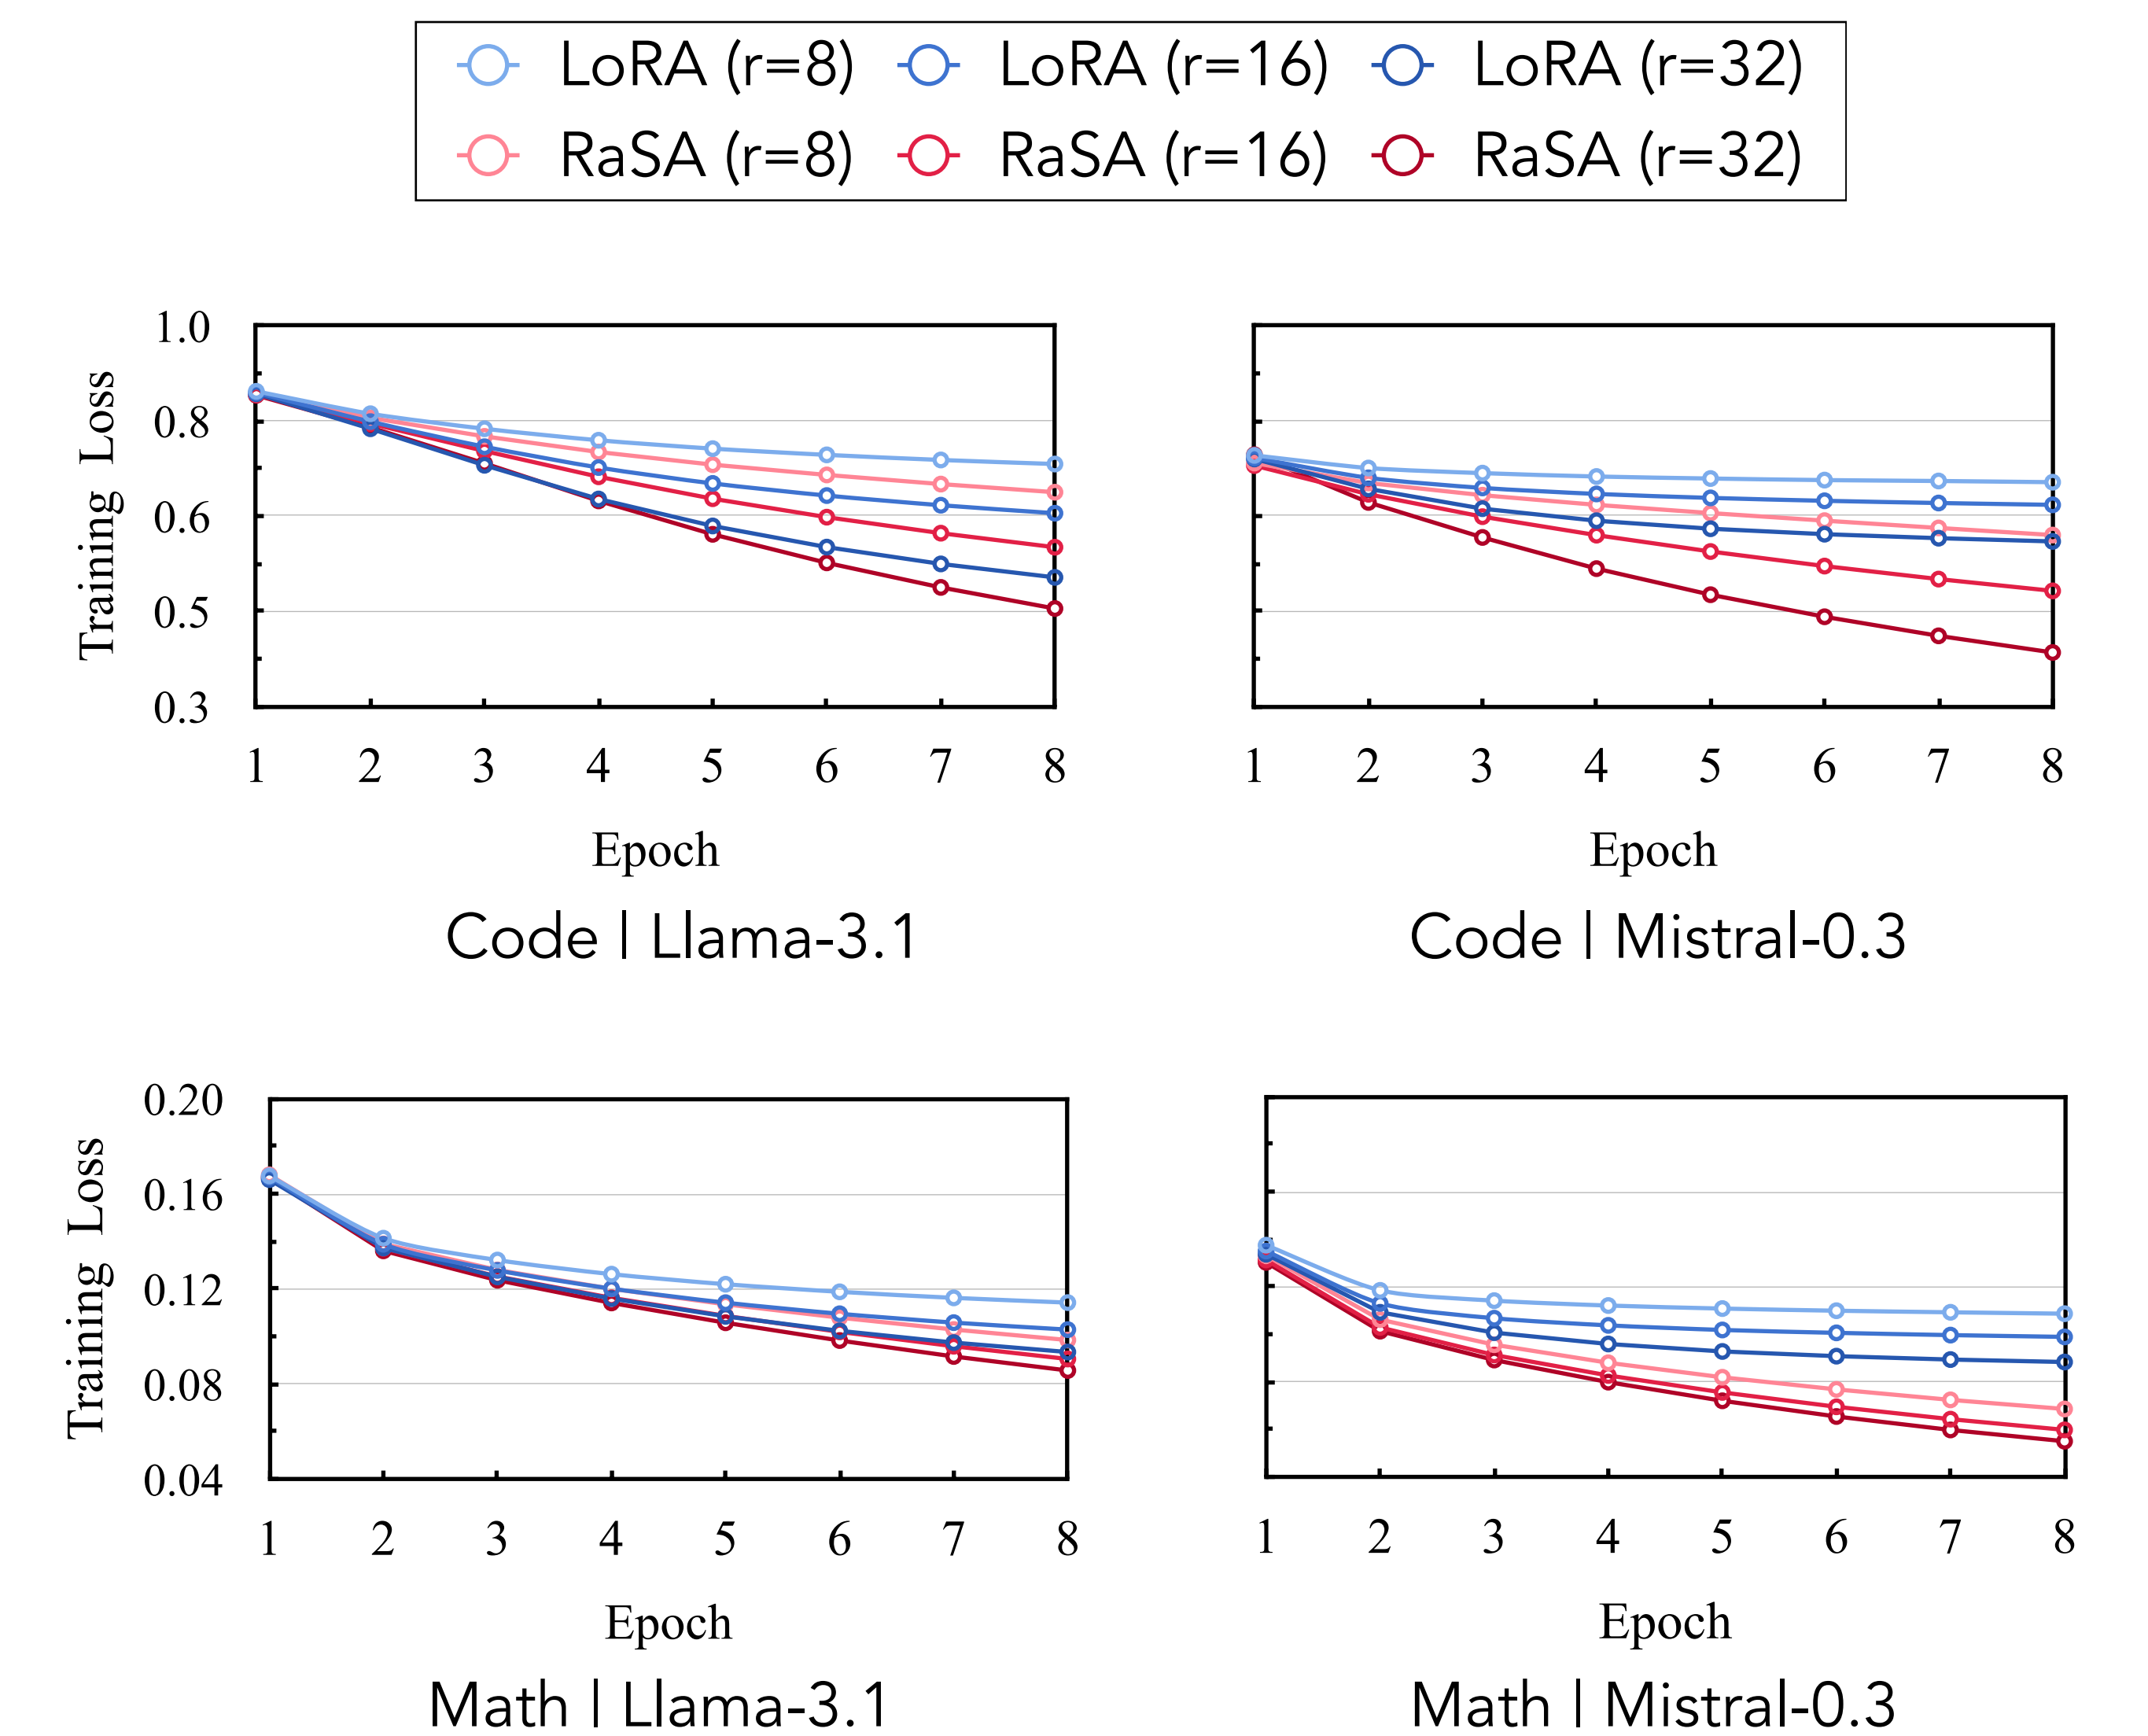 LoRA (r=8) LoRA (r=16) LoRA (r=32)
RaSA (r=8) RaSA (r=16) RaSA (r=32)
Training Loss
1.0
0.8
0.6
0.5
0.3
1 2 3 4 5 6 7 8
Epoch
Code | Llama-3.1
1 2 3 4 5 6 7 8
Epoch
Code | Mistral-0.3
Training Loss
0.20
0.16
0.12
0.08
0.04
1 2 3 4 5 6 7 8
Epoch
Math | Llama-3.1
1 2 3 4 5 6 7 8
Epoch
Math | Mistral-0.3